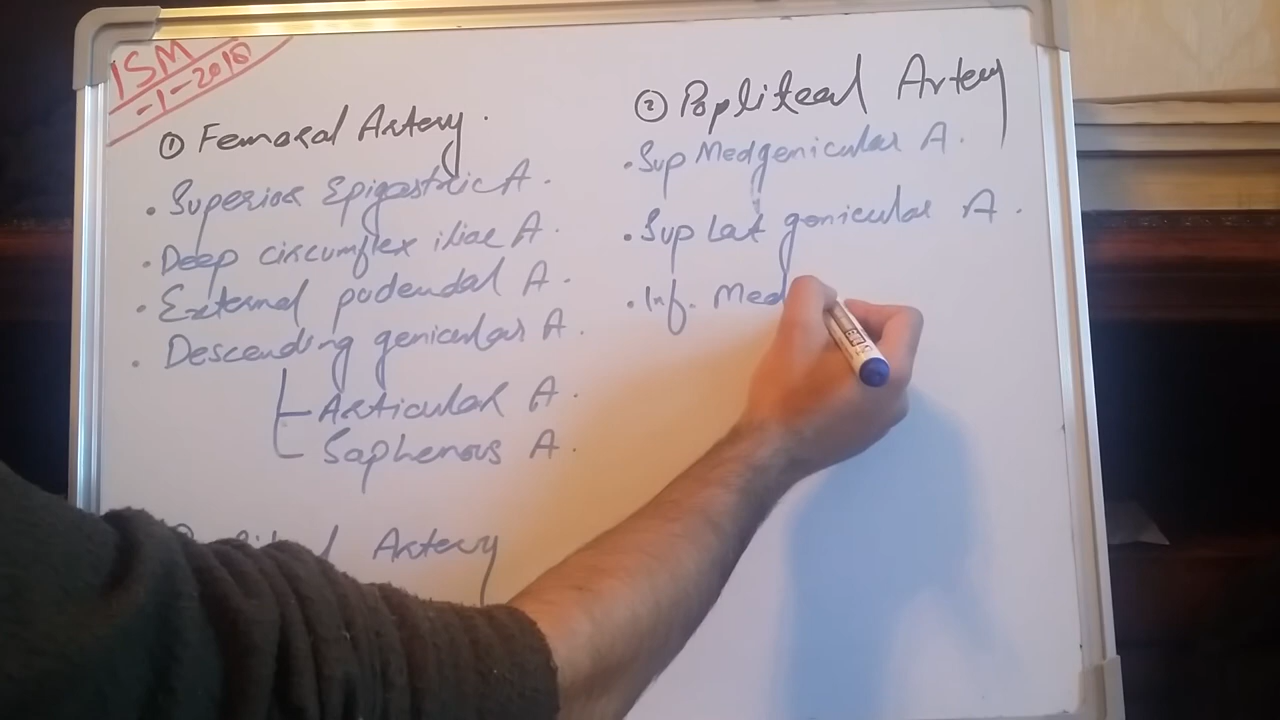 ISM
-1-2018
① Femoral Artery.
• Superior Epigastric A.
• Deep circumflex iliac A.
• External pudendal A.
• Descending genicular A.
Articular A.
Saphenous A.
Artery
② Popliteal Artery
• Sup Med genicular A.
• Sup Lat genicular A.
• Inf. Med